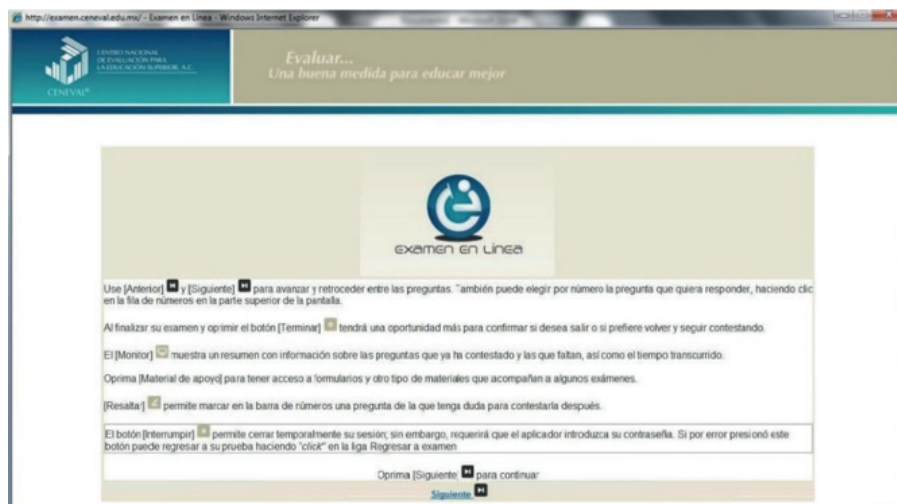 http://examen.ceneval.edu.mx/ - Examen en Línea - Windows Internet Explorer
CENTRO NACIONAL
DE EVALUACIÓN PARA
LA EDUCACIÓN SUPERIOR, A.C.
CENEVAL®
Evaluar...
Una buena medida para educar mejor
examen en Línea
Use [Anterior] y [Siguiente] para avanzar y retroceder entre las preguntas. También puede elegir por número la pregunta que quiera responder, haciendo clic
en la fila de números en la parte superior de la pantalla.
Al finalizar su examen y oprimir el botón [Terminar] tendrá una oportunidad más para confirmar si desea salir o si prefiere volver y seguir contestando.
El [Monitor] muestra un resumen con información sobre las preguntas que ya ha contestado y las que faltan, así como el tiempo transcurrido.
Oprima [Material de apoyo] para tener acceso a formularios y otro tipo de materiales que acompañan a algunos exámenes.
[Resaltar] permite marcar en la barra de números una pregunta de la que tenga duda para contestarla después.
El botón [Interrumpir] permite cerrar temporalmente su sesión; sin embargo, requerirá que el aplicador introduzca su contraseña. Si por error presionó este
botón puede regresar a su prueba haciendo "click" en la liga Regresar a examen
Oprima [Siguiente] para continuar
Siguiente